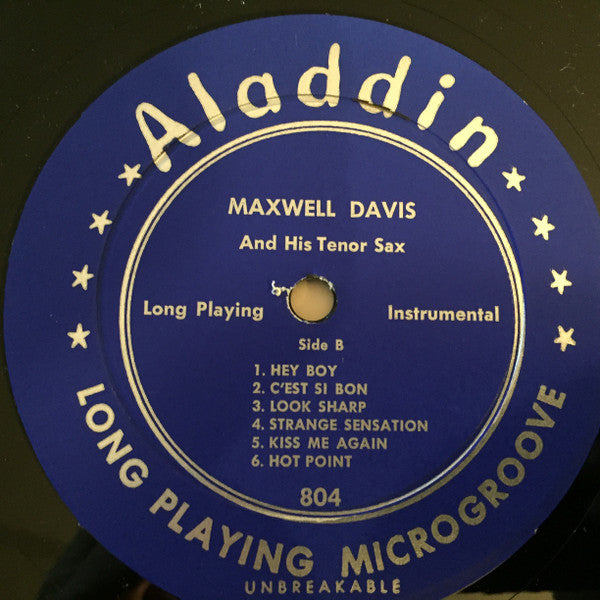 Aladdin
MAXWELL DAVIS
And His Tenor Sax
Long Playing
Instrumental
Side B
1. HEY BOY
2. C'EST SI BON
3. LOOK SHARP
4. STRANGE SENSATION
5. KISS ME AGAIN
6. HOT POINT
804
LONG PLAYING MICROGROOVE
UNBREAKABLE